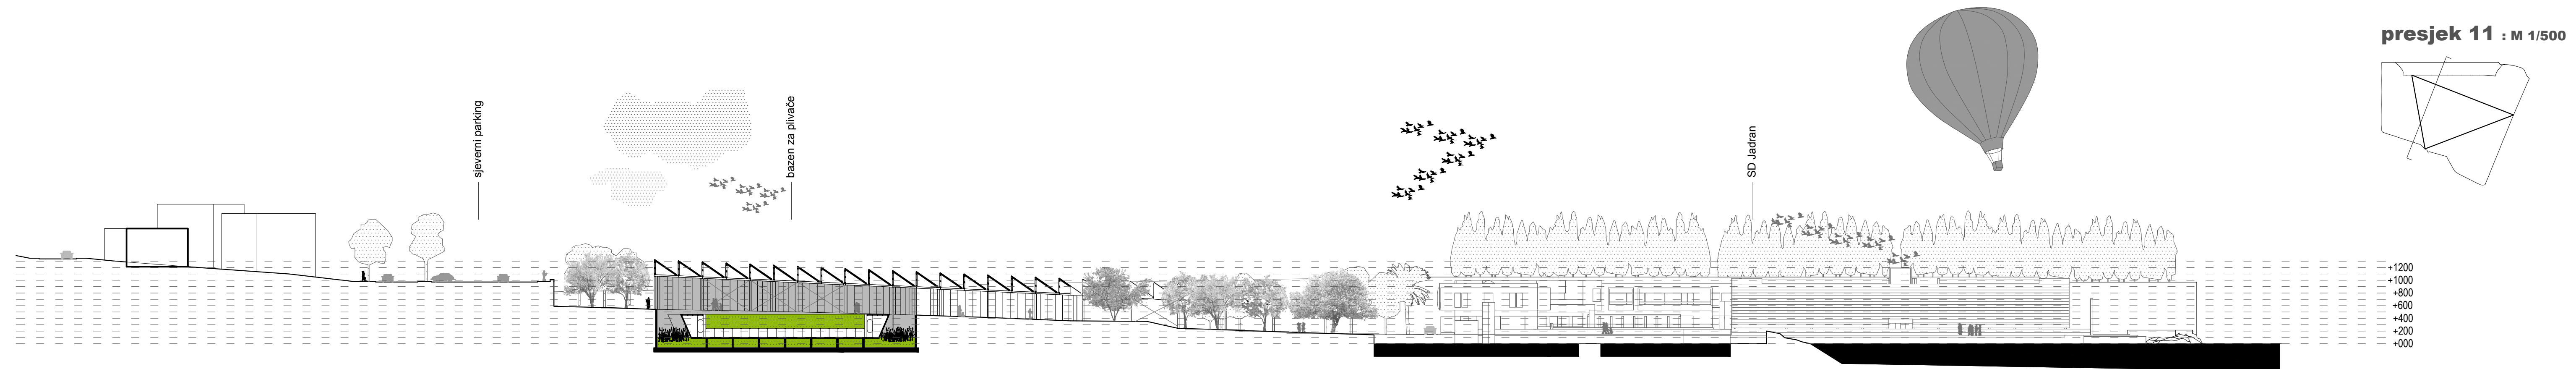 presjek 11 : M 1/500
sjeverni parking
bazen za plivače
SD Jadran
+1200
+1000
+800
+600
+400
+200
+000